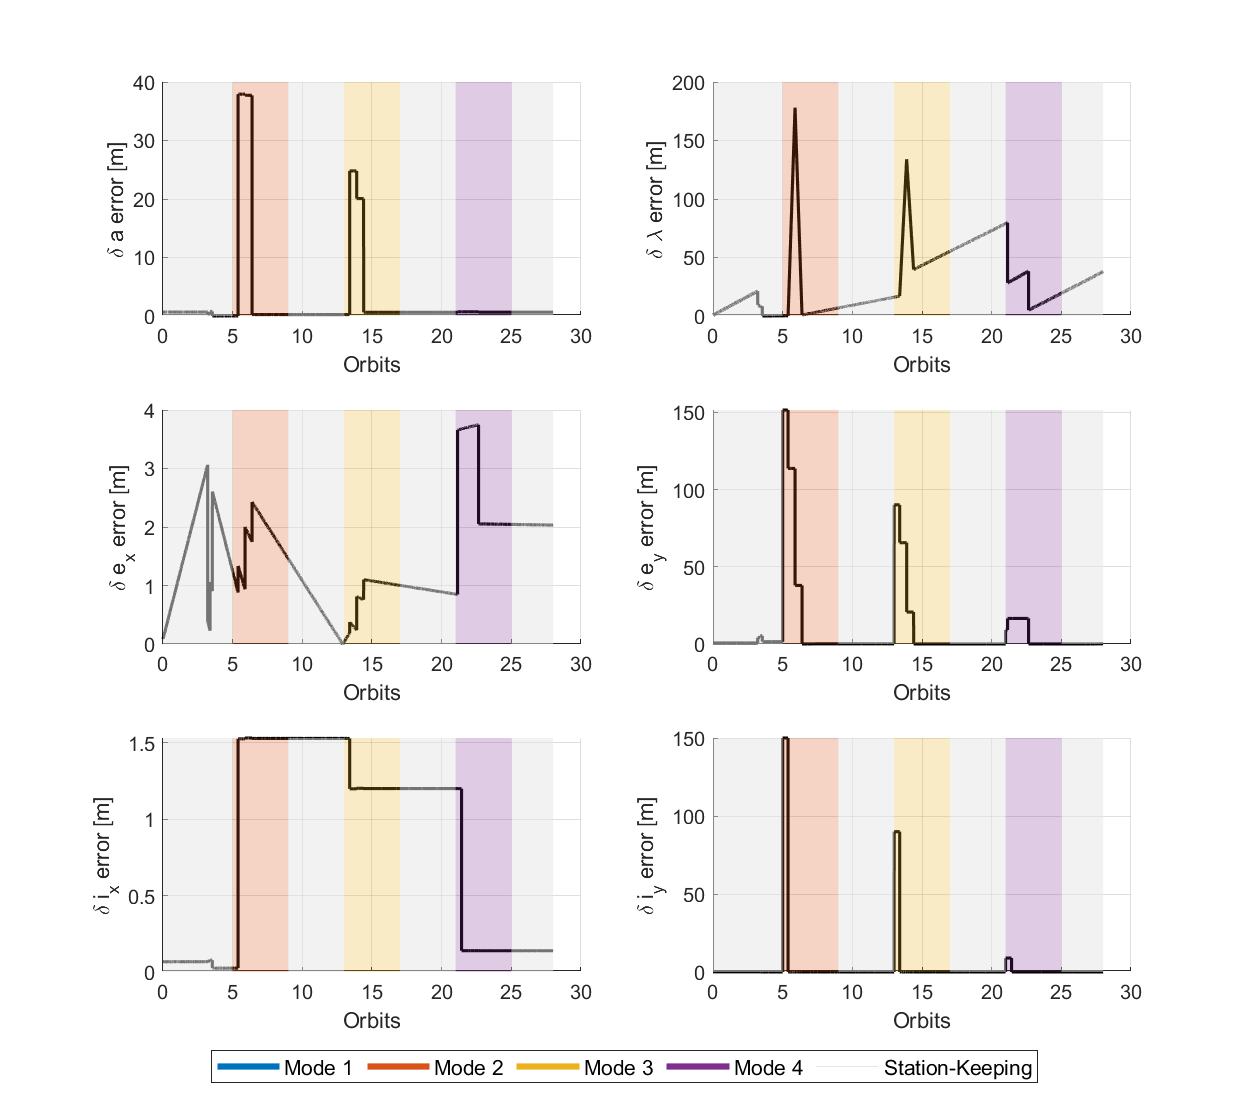 δ a error [m]
40
30
20
10
0
0 5 10 15 20 25 30
Orbits
δ λ error [m]
200
150
100
50
0
0 5 10 15 20 25 30
Orbits
δ e_x error [m]
4
3
2
1
0
0 5 10 15 20 25 30
Orbits
δ e_y error [m]
150
100
50
0
0 5 10 15 20 25 30
Orbits
δ i_x error [m]
1.5
1
0.5
0
0 5 10 15 20 25 30
Orbits
δ i_y error [m]
150
100
50
0
0 5 10 15 20 25 30
Orbits
Mode 1 Mode 2 Mode 3 Mode 4 Station-Keeping